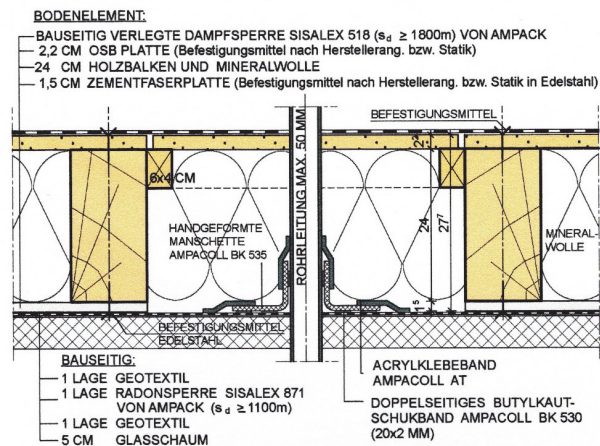 BODENELEMENT:
BAUSEITIG VERLEGTE DAMPFSPERRE SISALEX 518 (sd ≥ 1800m) VON AMPACK
2,2 CM OSB PLATTE (Befestigungsmittel nach Herstellerang. bzw. Statik)
24 CM HOLZBALKEN UND MINERALWOLLE
1,5 CM ZEMENTFASERPLATTE (Befestigungsmittel nach Herstellerang. bzw. Statik in Edelstahl)
BEFESTIGUNGSMITTEL
ROHRLEITUNG MAX. 50 MM
6x4 CM
2²
24
27⁷
1⁵
HANDGEFORMTE
MANSCHETTE
AMPACOLL BK 535
MINERAL-
WOLLE
BEFESTIGUNGSMITTEL
EDELSTAHL
BAUSEITIG:
1 LAGE GEOTEXTIL
1 LAGE RADONSPERRE SISALEX 871
VON AMPACK (sd ≥ 1100m)
1 LAGE GEOTEXTIL
5 CM GLASSCHAUM
ACRYLKLEBEBAND
AMPACOLL AT
DOPPELSEITIGES BUTYLKAUT-
SCHUKBAND AMPACOLL BK 530
(20x2 MM)